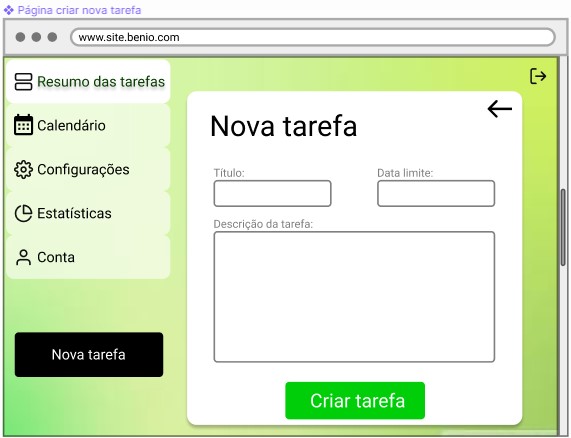 Página criar nova tarefa
www.site.benio.com
Resumo das tarefas
Calendário
Configurações
Estatísticas
Conta
Nova tarefa
Nova tarefa
Título:
Data limite:
Descrição da tarefa:
Criar tarefa